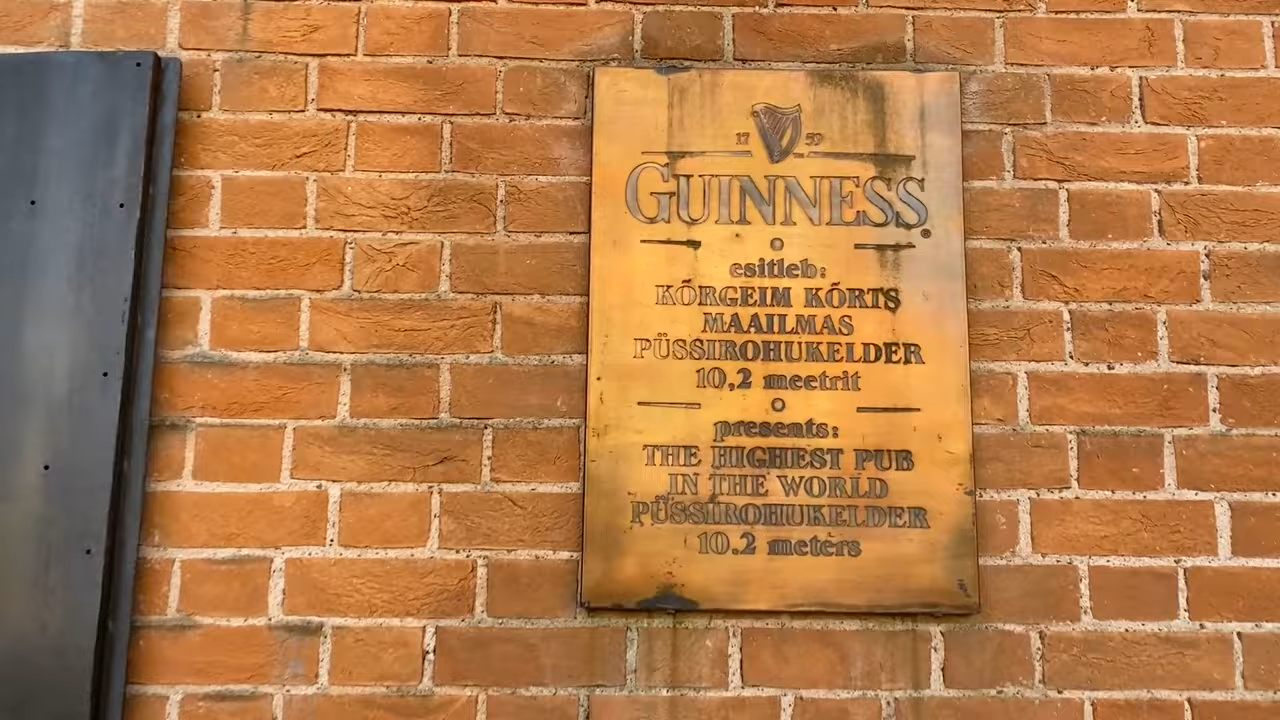 17 59
GUINNESS®
esitleb:
KÕRGEIM KÕRTS
MAAILMAS
PÜSSIROHUKELDER
10,2 meetrit
presents:
THE HIGHEST PUB
IN THE WORLD
PÜSSIROHUKELDER
10.2 meters